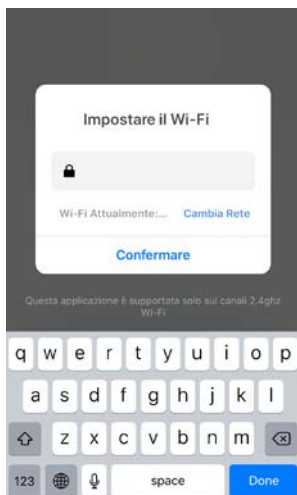 Impostare il Wi-Fi
Wi-Fi Attualmente:... Cambia Rete
Confermare
Questa applicazione è supportata solo sui canali 2.4ghz
Wi-Fi
q w e r t y u i o p
a s d f g h j k l
z x c v b n m
123 space Done